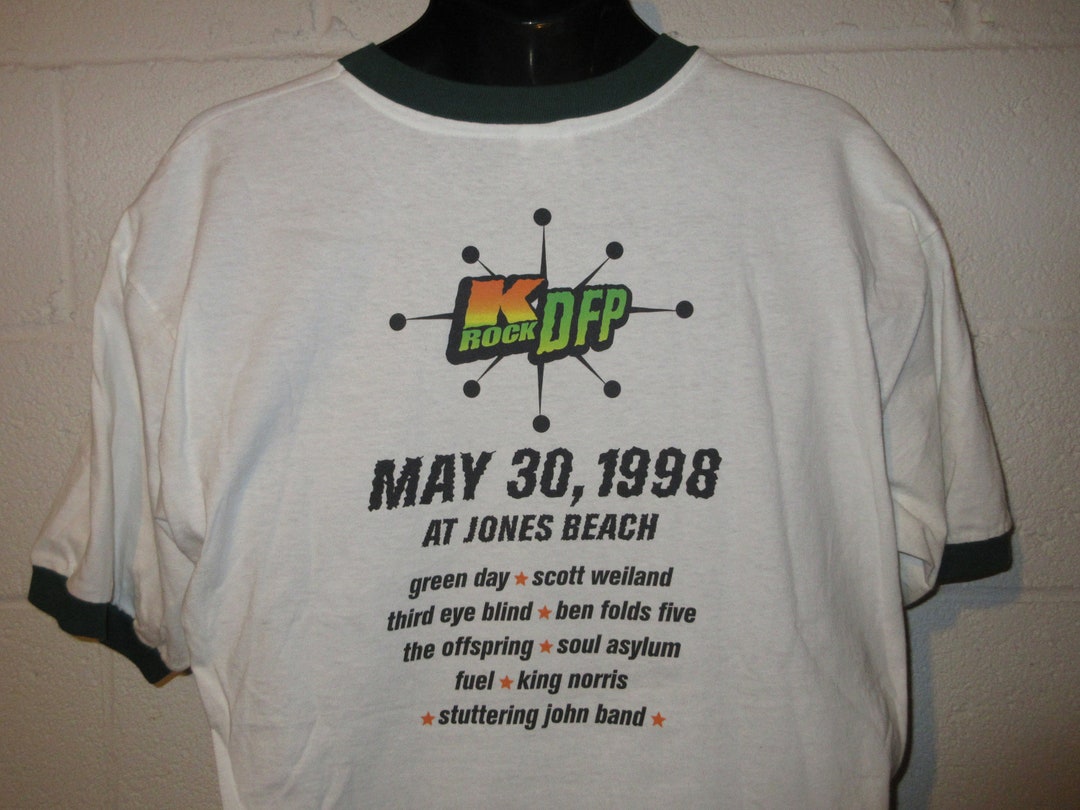 K
ROCK DFP
MAY 30, 1998
AT JONES BEACH
green day ★ scott weiland
third eye blind ★ ben folds five
the offspring ★ soul asylum
fuel ★ king norris
★ stuttering john band ★